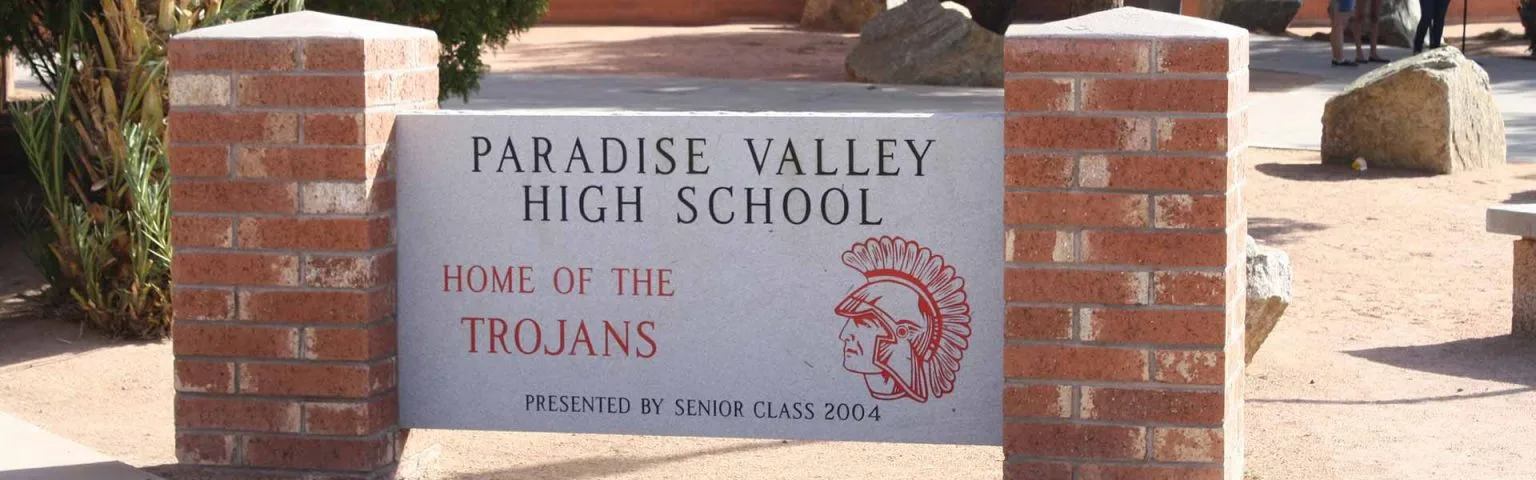 PARADISE VALLEY
HIGH SCHOOL
HOME OF THE
TROJANS
PRESENTED BY SENIOR CLASS 2004